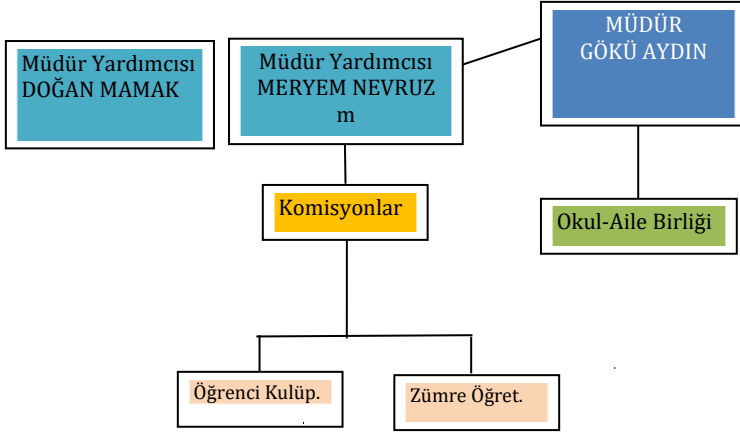 MÜDÜR
GÖKÜ AYDIN
Müdür Yardımcısı
DOĞAN MAMAK
Müdür Yardımcısı
MERYEM NEVRUZ
m
Komisyonlar
Okul-Aile Birliği
Öğrenci Kulüp.
Zümre Öğret.